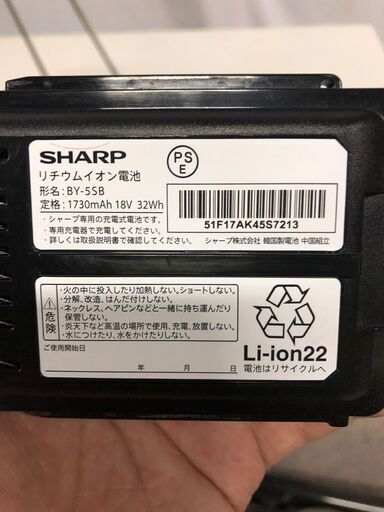 SHARP
PS
E
リチウムイオン電池
形名:BY-5SB
定格:1730mAh 18V 32Wh
・シャープ専用の充電式電池です。
・専用充電器で充電してください。
・詳しくは取扱説明書で確認してください。
51F17AK45S7213
シャープ株式会社 韓国製電池 中国組立
危険
・火の中に投入したり加熱しない。ショートしない。
・分解、改造、はんだ付けしない。
・ネックレス、ヘアピンなどと一緒に持ち運んだり
保管しない。
・炎天下など高温の場所で使用、充電、放置しない。
・水につけたり、水をかけたりしない。
ご使用開始日
年 月 日
Li-ion22
電池はリサイクルへ